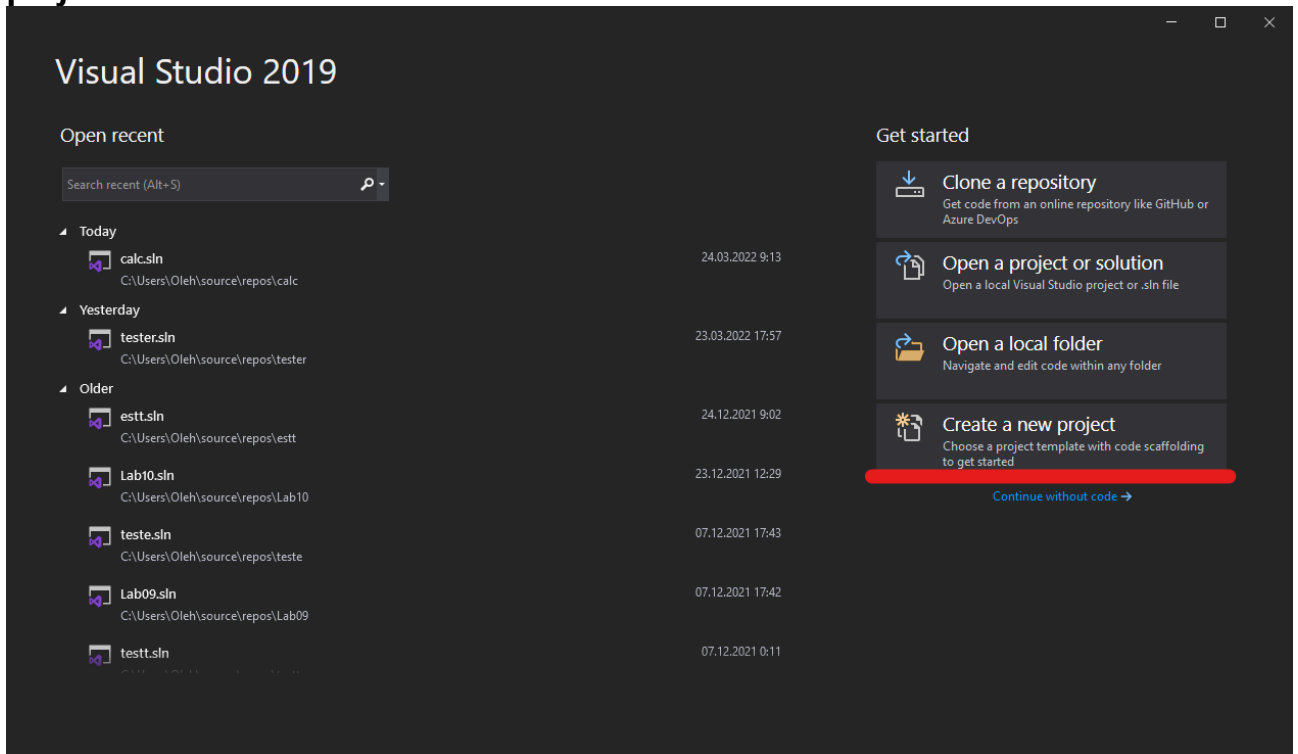 Visual Studio 2019
Open recent
Search recent (Alt+S)
Today
calc.sln
24.03.2022 9:13
C:\Users\Oleh\source\repos\calc
Yesterday
tester.sln
23.03.2022 17:57
C:\Users\Oleh\source\repos\tester
Older
estt.sln
24.12.2021 9:02
C:\Users\Oleh\source\repos\estt
Lab10.sln
23.12.2021 12:29
C:\Users\Oleh\source\repos\Lab10
teste.sln
07.12.2021 17:43
C:\Users\Oleh\source\repos\teste
Lab09.sln
07.12.2021 17:42
C:\Users\Oleh\source\repos\Lab09
testt.sln
07.12.2021 0:11
Get started
Clone a repository
Get code from an online repository like GitHub or
Azure DevOps
Open a project or solution
Open a local Visual Studio project or .sln file
Open a local folder
Navigate and edit code within any folder
Create a new project
Choose a project template with code scaffolding
to get started
Continue without code →